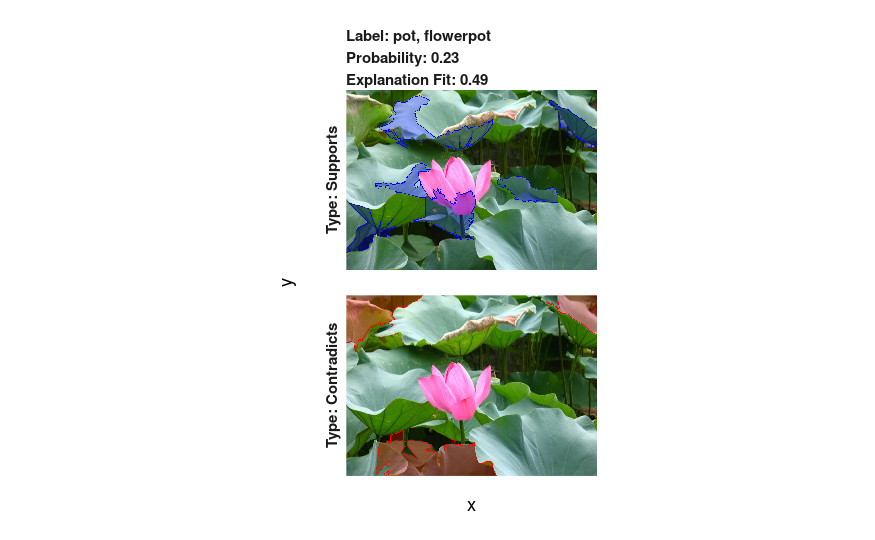 Label: pot, flowerpot
Probability: 0.23
Explanation Fit: 0.49
Type: Supports
y
Type: Contradicts
x